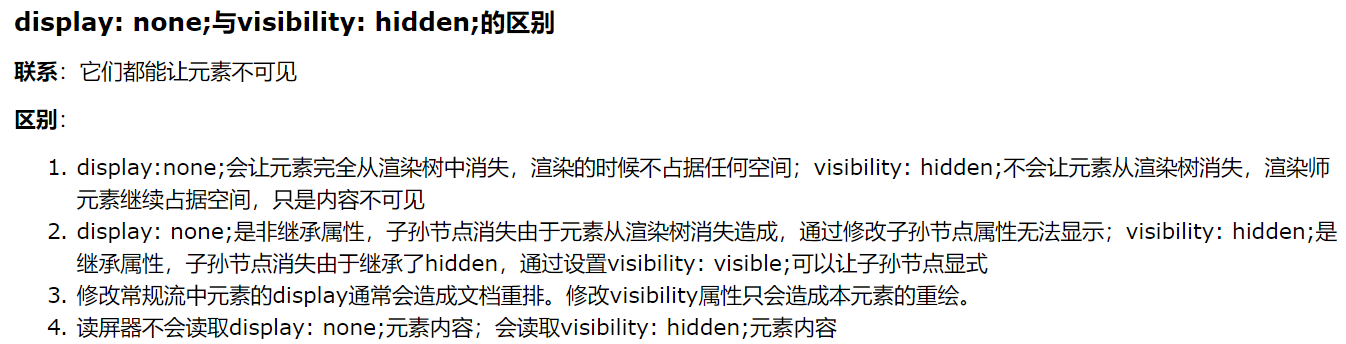 display: none;与visibility: hidden;的区别
联系：它们都能让元素不可见
区别：
1. display:none;会让元素完全从渲染树中消失，渲染的时候不占据任何空间；visibility: hidden;不会让元素从渲染树消失，渲染师
元素继续占据空间，只是内容不可见
2. display: none;是非继承属性，子孙节点消失由于元素从渲染树消失造成，通过修改子孙节点属性无法显示；visibility: hidden;是
继承属性，子孙节点消失由于继承了hidden，通过设置visibility: visible;可以让子孙节点显式
3. 修改常规流中元素的display通常会造成文档重排。修改visibility属性只会造成本元素的重绘。
4. 读屏器不会读取display: none;元素内容；会读取visibility: hidden;元素内容